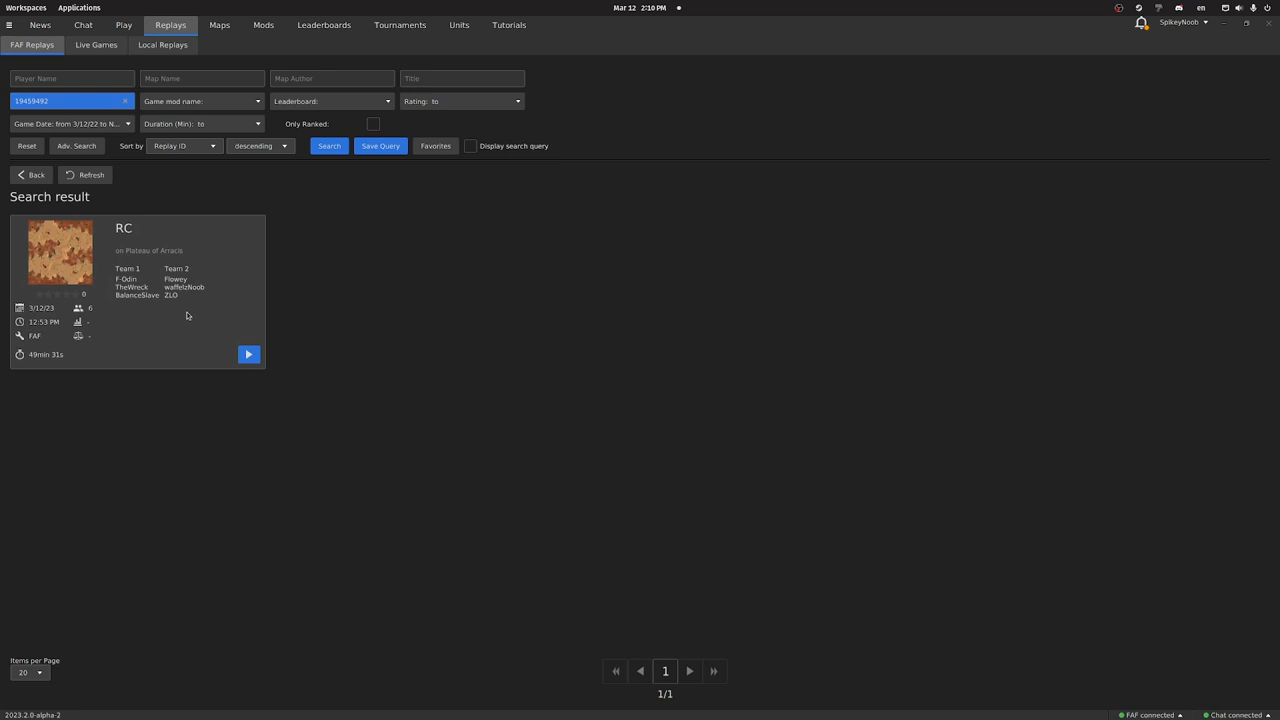 Workspaces Applications Mar 12 2:10 PM en
News Chat Play Replays Maps Mods Leaderboards Tournaments Units Tutorials SpikeyNoob
FAF Replays Live Games Local Replays
Player Name Map Name Map Author Title
19459492 Game mod name: Leaderboard: Rating: to
Game Date: from 3/12/22 to N... Duration (Min): to Only Ranked:
Reset Adv. Search Sort by Replay ID descending Search Save Query Favorites Display search query
Back Refresh
Search result
RC
on Plateau of Arracis
Team 1 Team 2
F-Odin Flowey
TheWreck waffelzNoob
BalanceSlave ZLO
0
3/12/23 6
12:53 PM -
FAF -
49min 31s
Items per Page
20
1
1/1
2023.2.0-alpha-2 FAF connected Chat connected